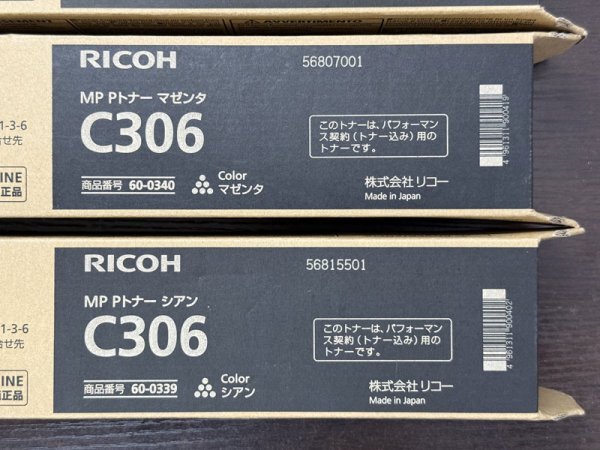 AVVERTIMENTO
RICOH
56807001
MP Pトナー マゼンタ
C306
このトナーは、パフォーマン
ス契約（トナー込み）用の
トナーです。
4961311900419
商品番号 60-0340
Color
マゼンタ
株式会社リコー
Made in Japan
1-3-6
合せ先
INE
正品
RICOH
56815501
MP Pトナー シアン
C306
このトナーは、パフォーマン
ス契約（トナー込み）用の
トナーです。
4961311900402
商品番号 60-0339
Color
シアン
株式会社リコー
Made in Japan
1-3-6
せ先
INE
正品